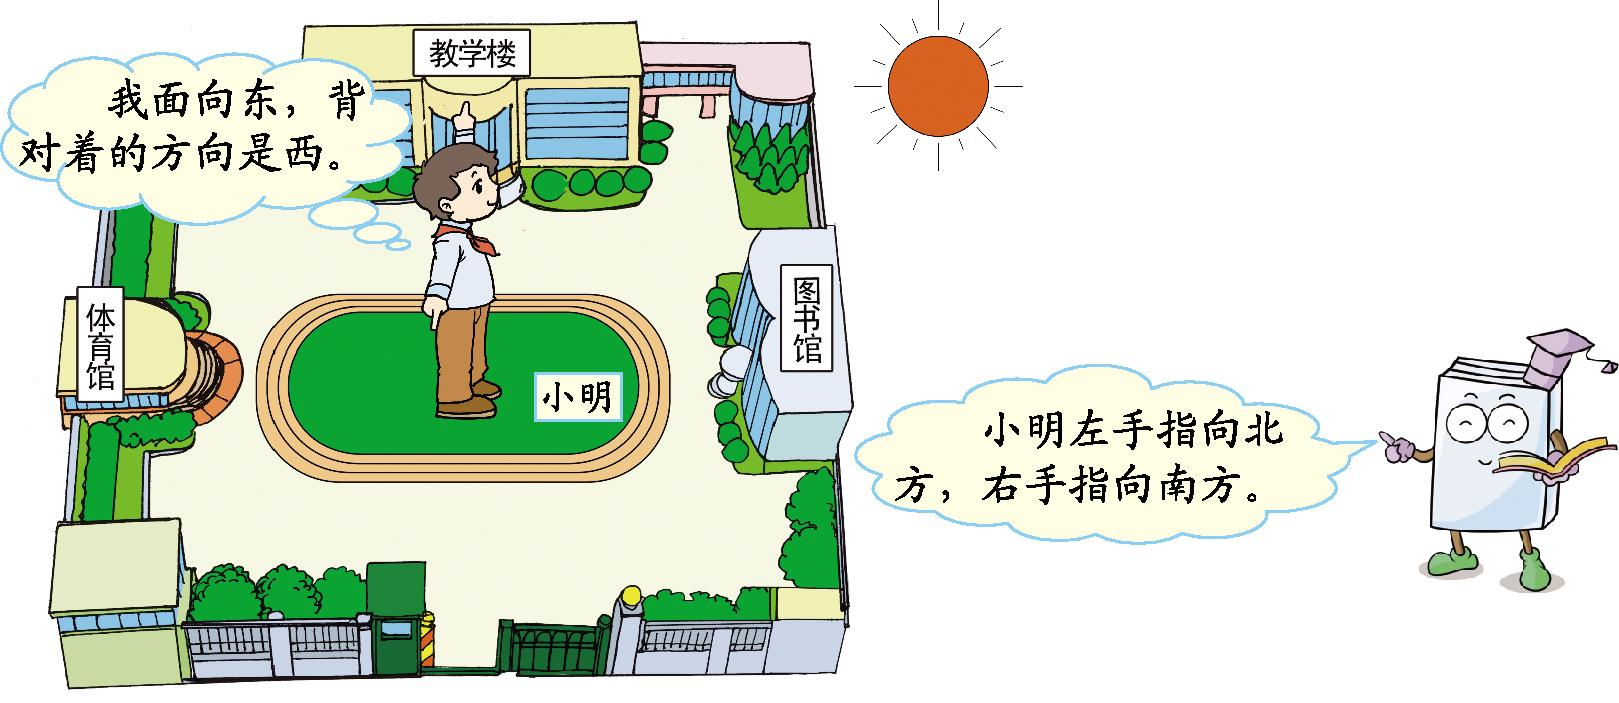 教学楼
我面向东，背
对着的方向是西。
体育馆
图书馆
小明
小明左手指向北
方，右手指向南方。